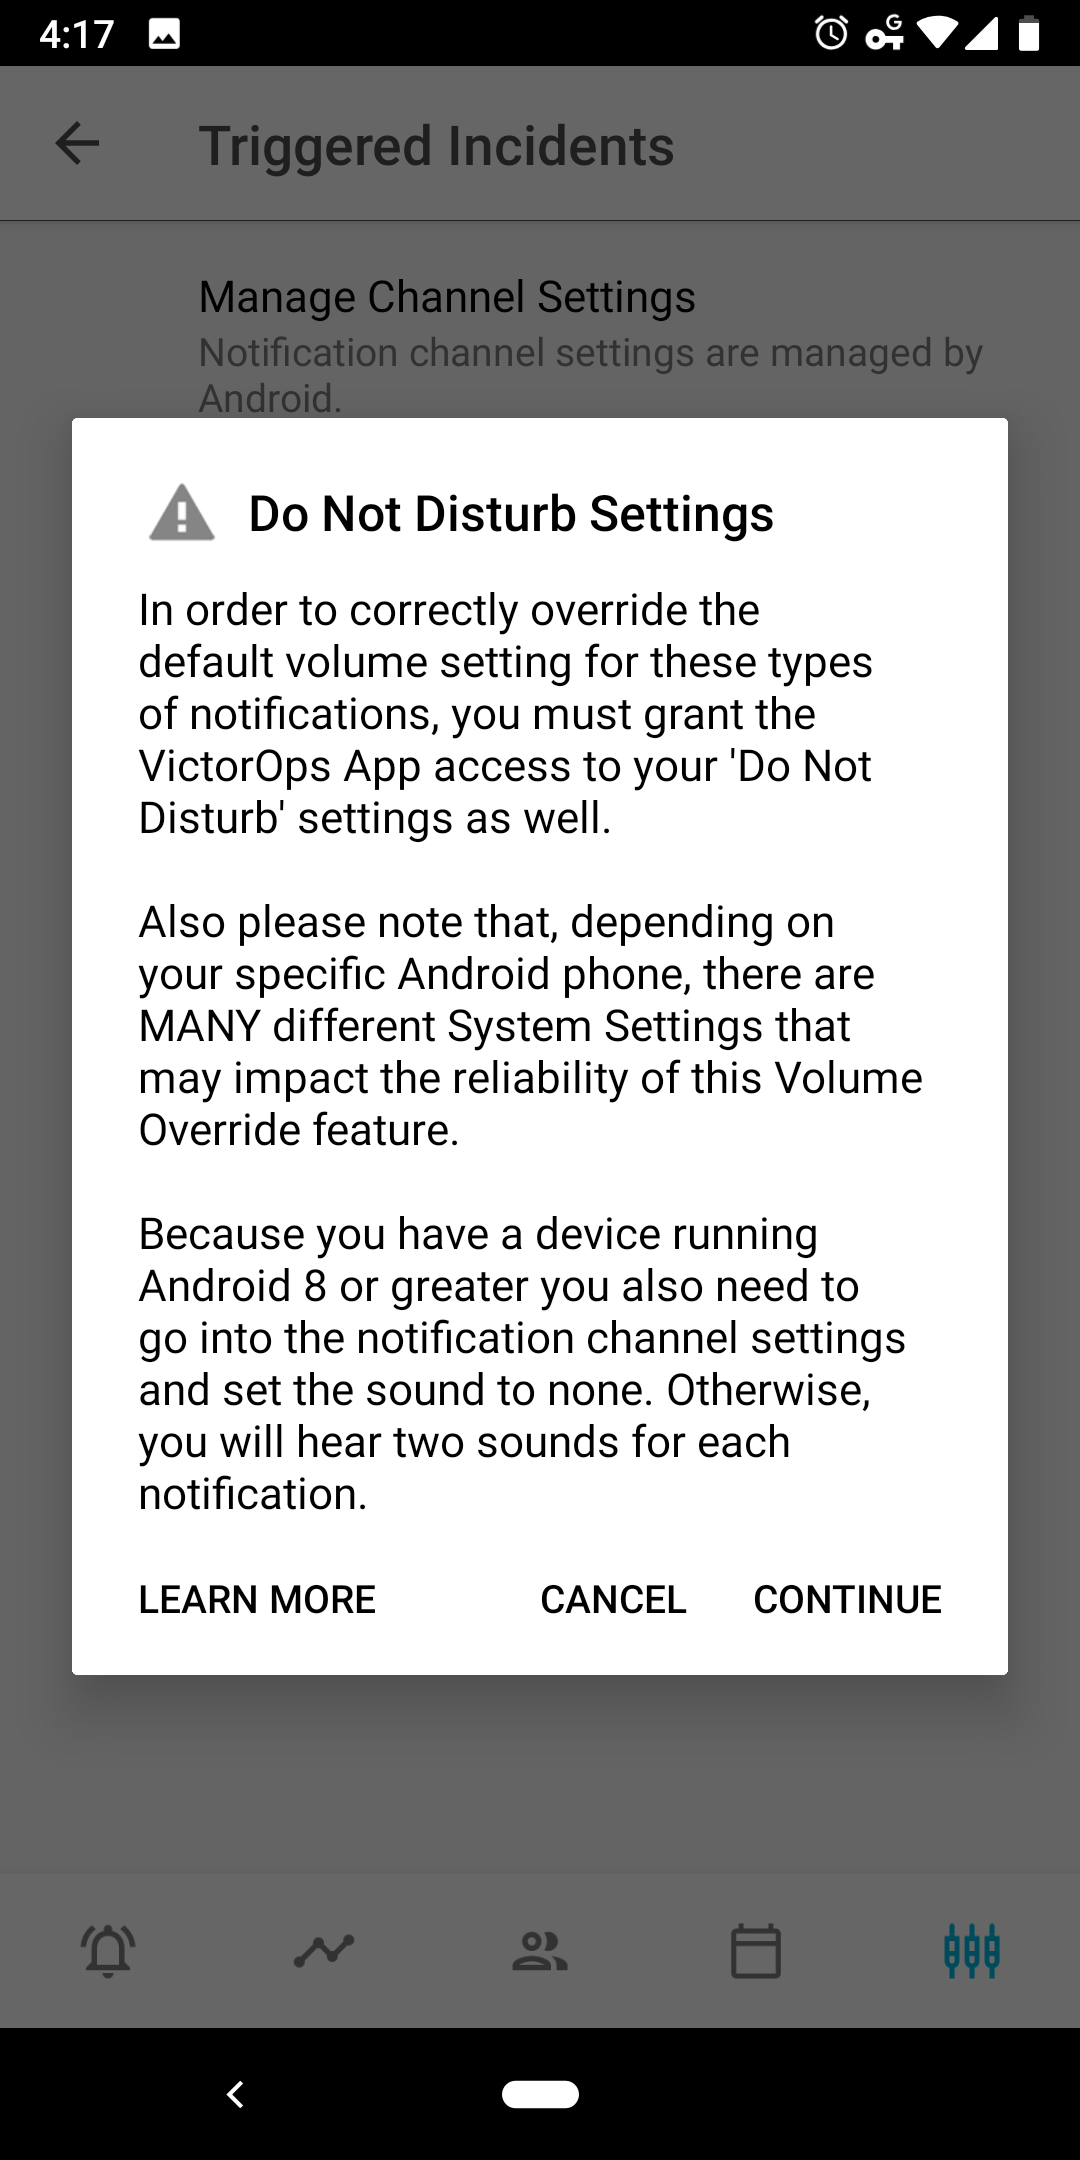 4:17
G
Triggered Incidents
Manage Channel Settings
Notification channel settings are managed by
Android.
Do Not Disturb Settings
In order to correctly override the
default volume setting for these types
of notifications, you must grant the
VictorOps App access to your 'Do Not
Disturb' settings as well.
Also please note that, depending on
your specific Android phone, there are
MANY different System Settings that
may impact the reliability of this Volume
Override feature.
Because you have a device running
Android 8 or greater you also need to
go into the notification channel settings
and set the sound to none. Otherwise,
you will hear two sounds for each
notification.
LEARN MORE CANCEL CONTINUE